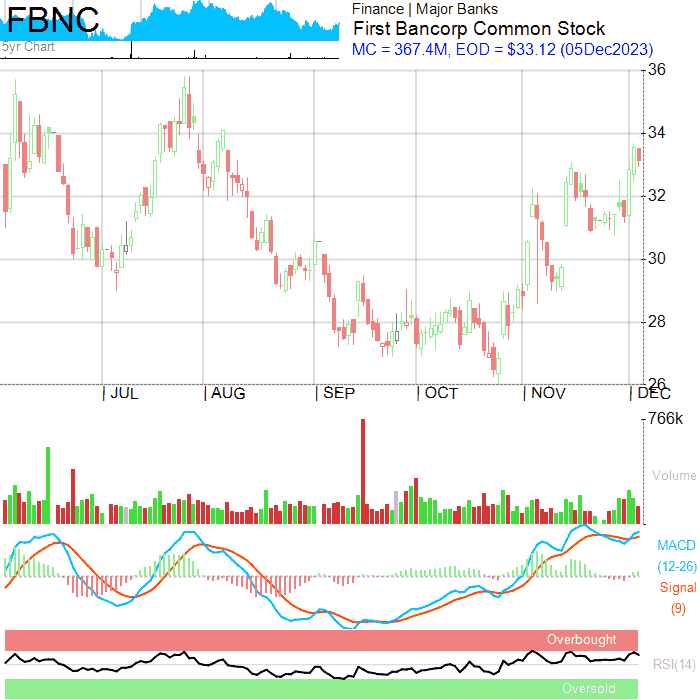 FBNC
5yr Chart
Finance | Major Banks
First Bancorp Common Stock
MC = 367.4M, EOD = $33.12 (05Dec2023)
36
34
32
30
28
26
JUL AUG SEP OCT NOV DEC
766k
Volume
MACD
(12-26)
Signal
(9)
Overbought
RSI(14)
Oversold